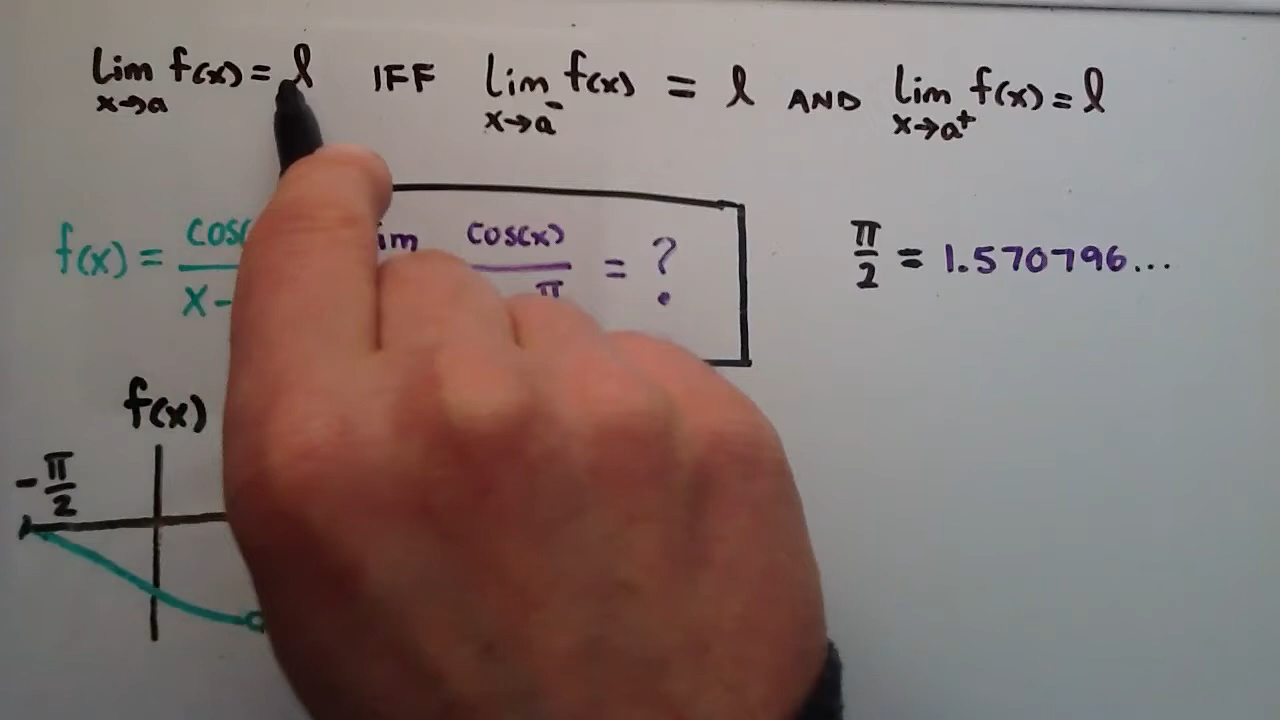 lim f(x) = l IFF lim f(x) = l AND lim f(x) = l
x→a x→a⁻ x→a⁺
f(x) = cos(
x-
im cos(x) = ?
π
π/2 = 1.570796...
f(x)
-π/2